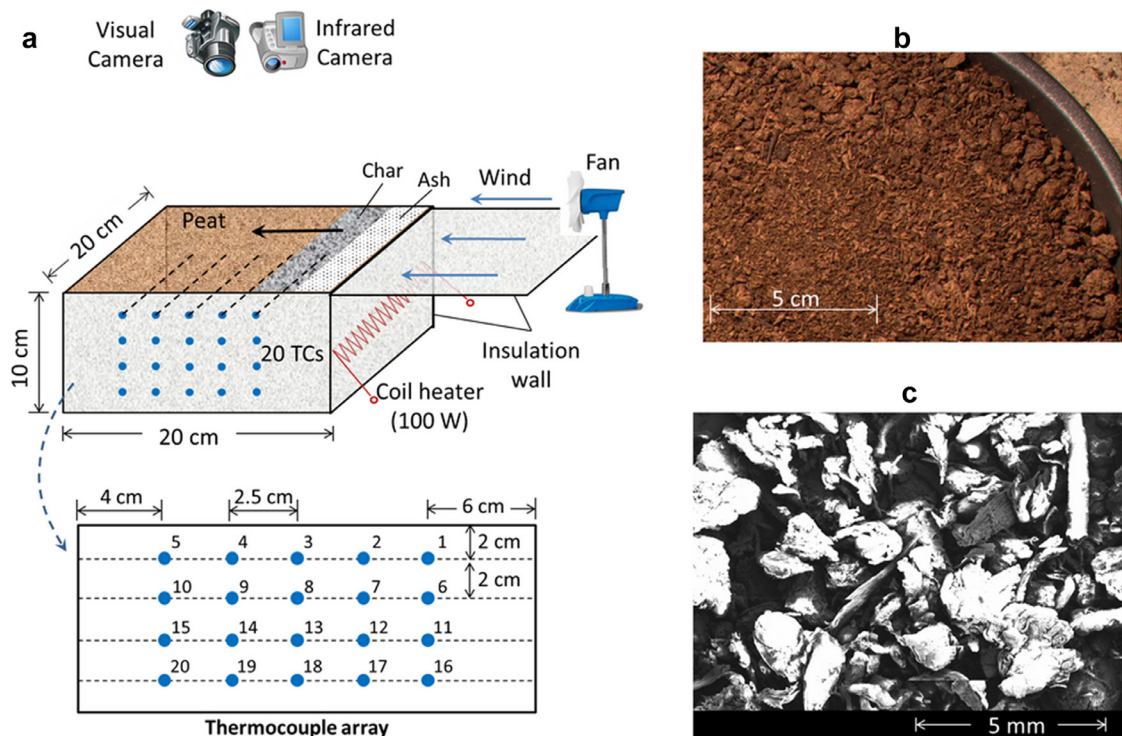 a
Visual
Camera
Infrared
Camera
Char
Ash
Wind
Fan
Peat
20 cm
10 cm
20 TCs
20 cm
Coil heater
(100 W)
Insulation
wall
4 cm
2.5 cm
6 cm
5 4 3 2 1
2 cm
10 9 8 7 6
2 cm
15 14 13 12 11
20 19 18 17 16
Thermocouple array
b
5 cm
c
5 mm